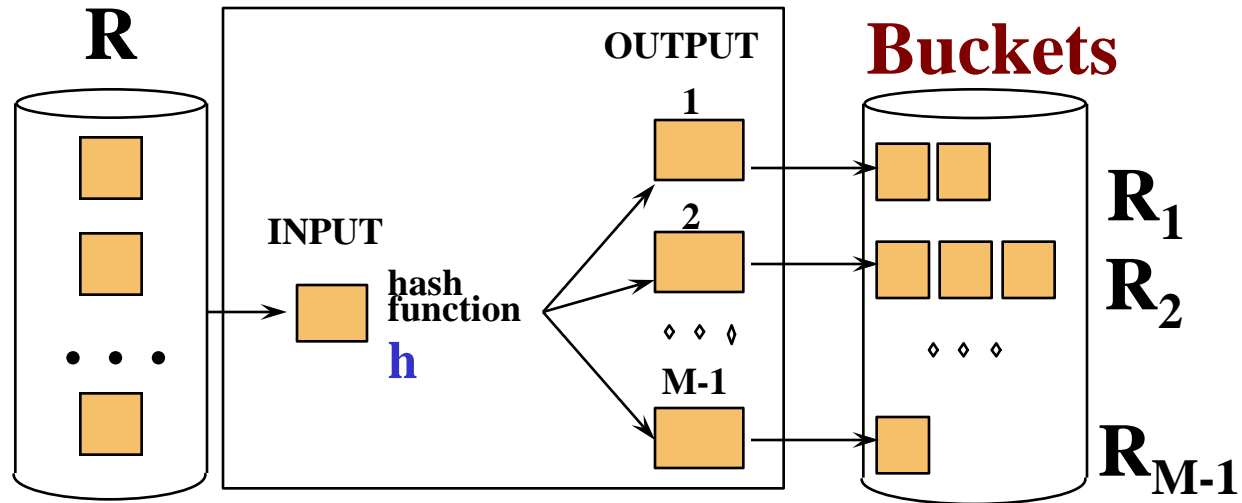 R
OUTPUT
Buckets
1
R1
INPUT
2
hash
function
h
R2
M-1
RM-1